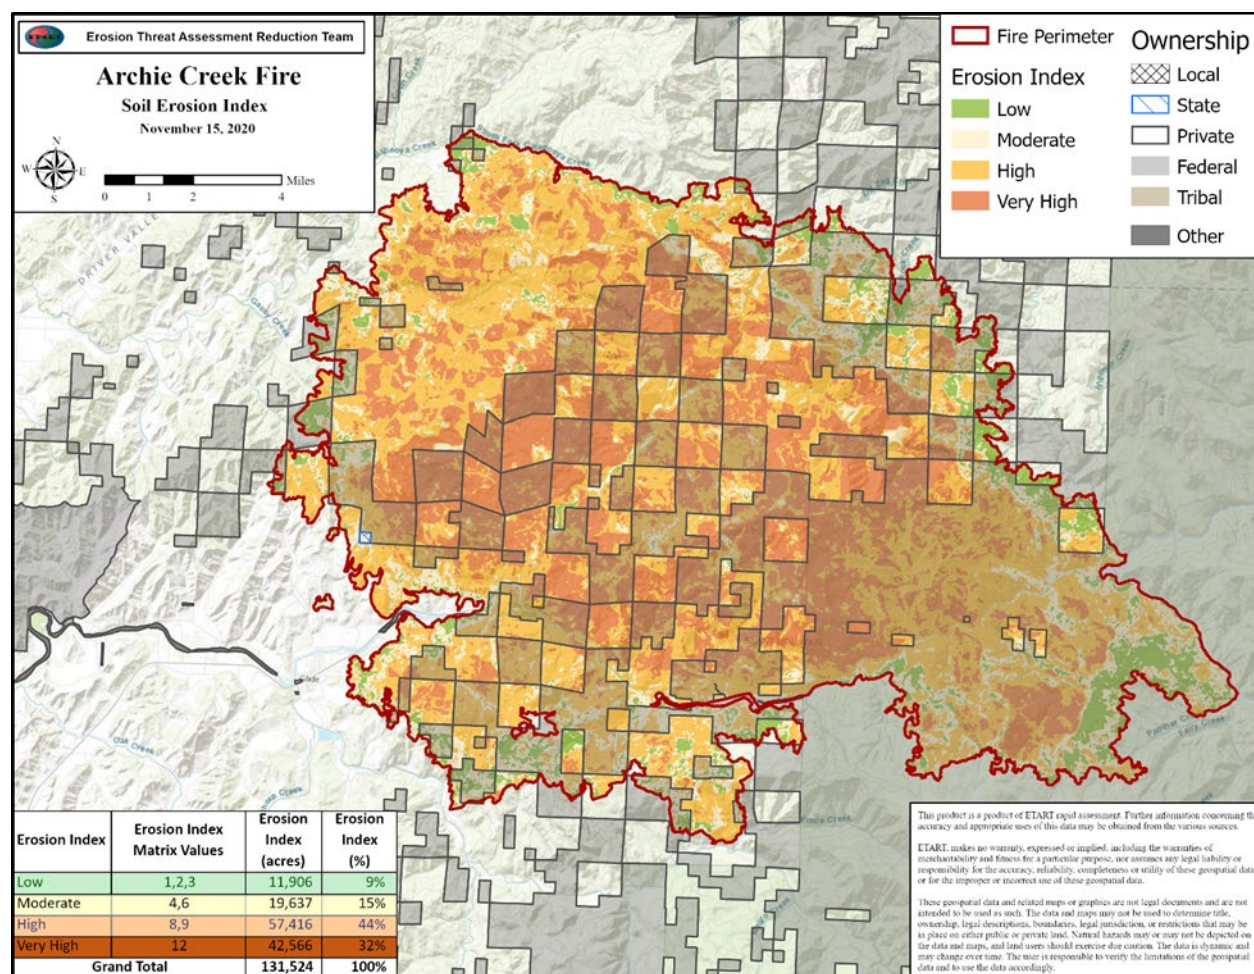 ETART
Erosion Threat Assessment Reduction Team
Archie Creek Fire
Soil Erosion Index
November 15, 2020
N
W
E
S
Miles
0 1 2 4
Fire Perimeter
Erosion Index
Low
Moderate
High
Very High
Ownership
Local
State
Private
Federal
Tribal
Other
DRIVER VALLE
Creek
Calapooya Creek
Gassy Creek
Glide
Oak Creek
Creek
Panther Cr
Fairy Creek
Creek
Erosion Index
Erosion Index
Matrix Values
Erosion
Index
(acres)
Erosion
Index
(%)
Low 1,2,3 11,906 9%
Moderate 4,6 19,637 15%
High 8,9 57,416 44%
Very High 12 42,566 32%
Grand Total 131,524 100%
This product is a product of ETART rapid assessment. Further information concerning the
accuracy and appropriate uses of this data may be obtained from the various sources.
ETART, makes no warranty, expressed or implied, including the warranties of
merchantability and fitness for a particular purpose, nor assumes any legal liability or
responsibility for the accuracy, reliability, completeness or utility of these geospatial data
or for the improper or incorrect use of these geospatial data.
These geospatial data and related maps or graphics are not legal documents and are not
intended to be used as such. The data and maps may not be used to determine title,
ownership, legal descriptions, boundaries, legal jurisdiction, or restrictions that may be
in place on either public or private land. Natural hazards may or may not be depicted on
the data and maps, and land users should exercise due caution. The data is dynamic and
may change over time. The user is responsible to verify the limitations of the geospatial
data and to use the data accordingly.